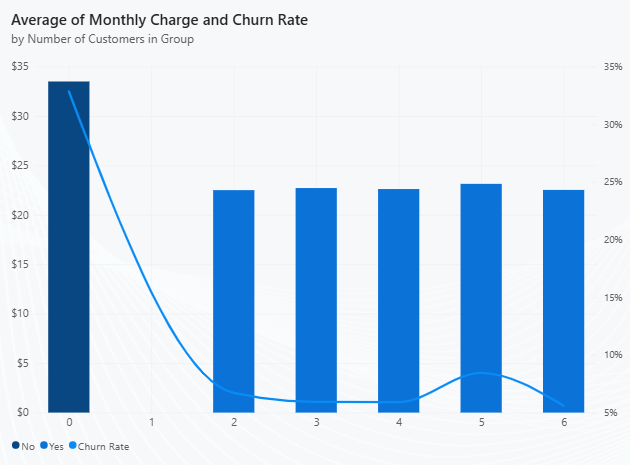 Average of Monthly Charge and Churn Rate
by Number of Customers in Group
$35 35%
$30 30%
$25 25%
$20 20%
$15 15%
$10 10%
$5
$0 5%
0 1 2 3 4 5 6
No Yes Churn Rate